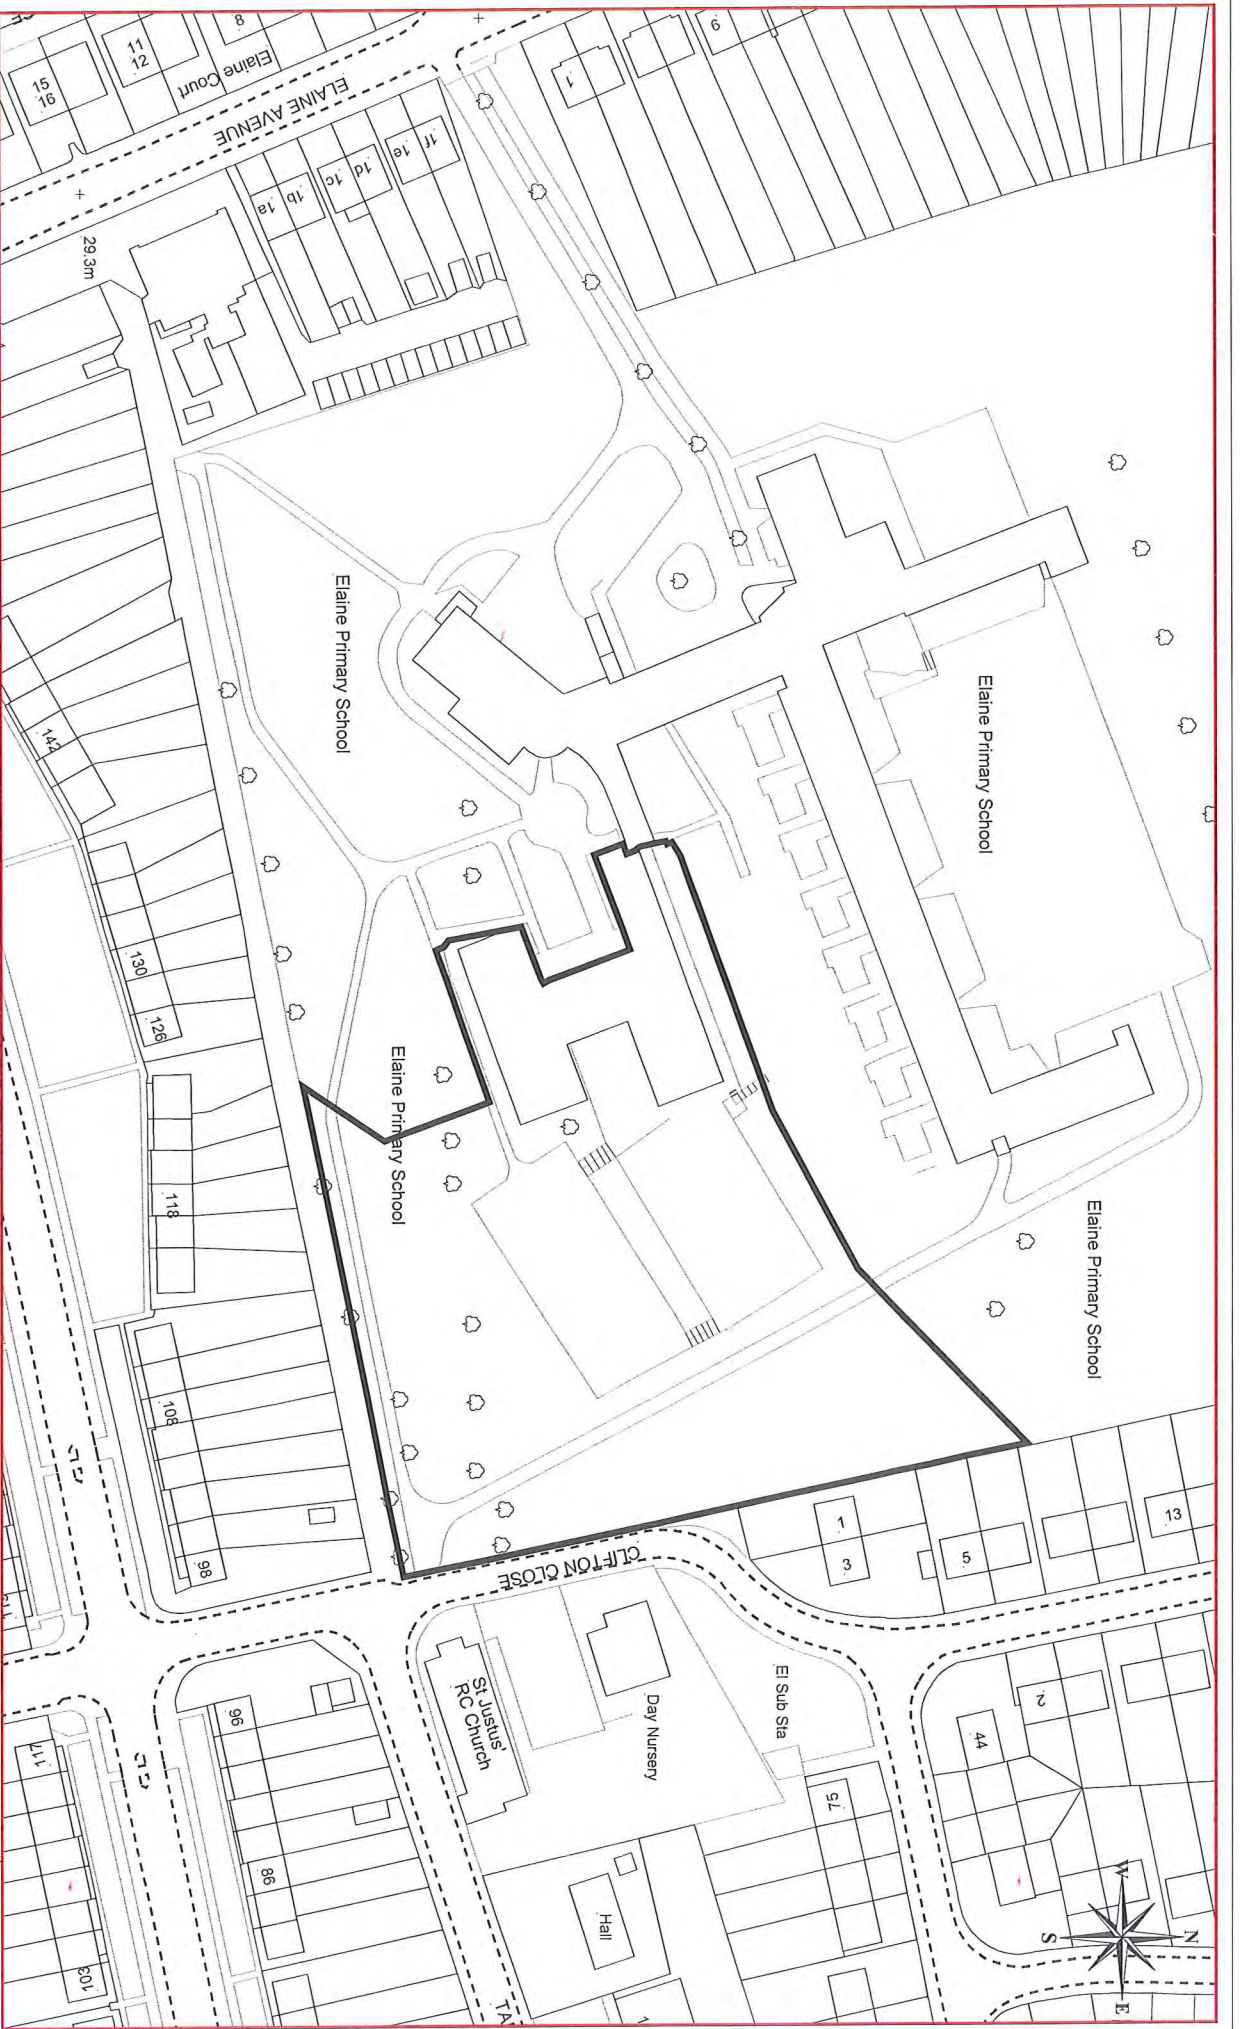 8
Elaine Court
11
12
15
16
ELAINE AVENUE
6
1
1f
1e
1d
1c
1b
1a
29.3m
Elaine Primary School
Elaine Primary School
Elaine Primary School
Elaine Primary School
142
130
126
118
108
98
CLIFTON CLOSE
1
3
5
13
El Sub Sta
Day Nursery
St Justus'
RC Church
2
44
75
Hall
96
86
117
103
W
N
S
E